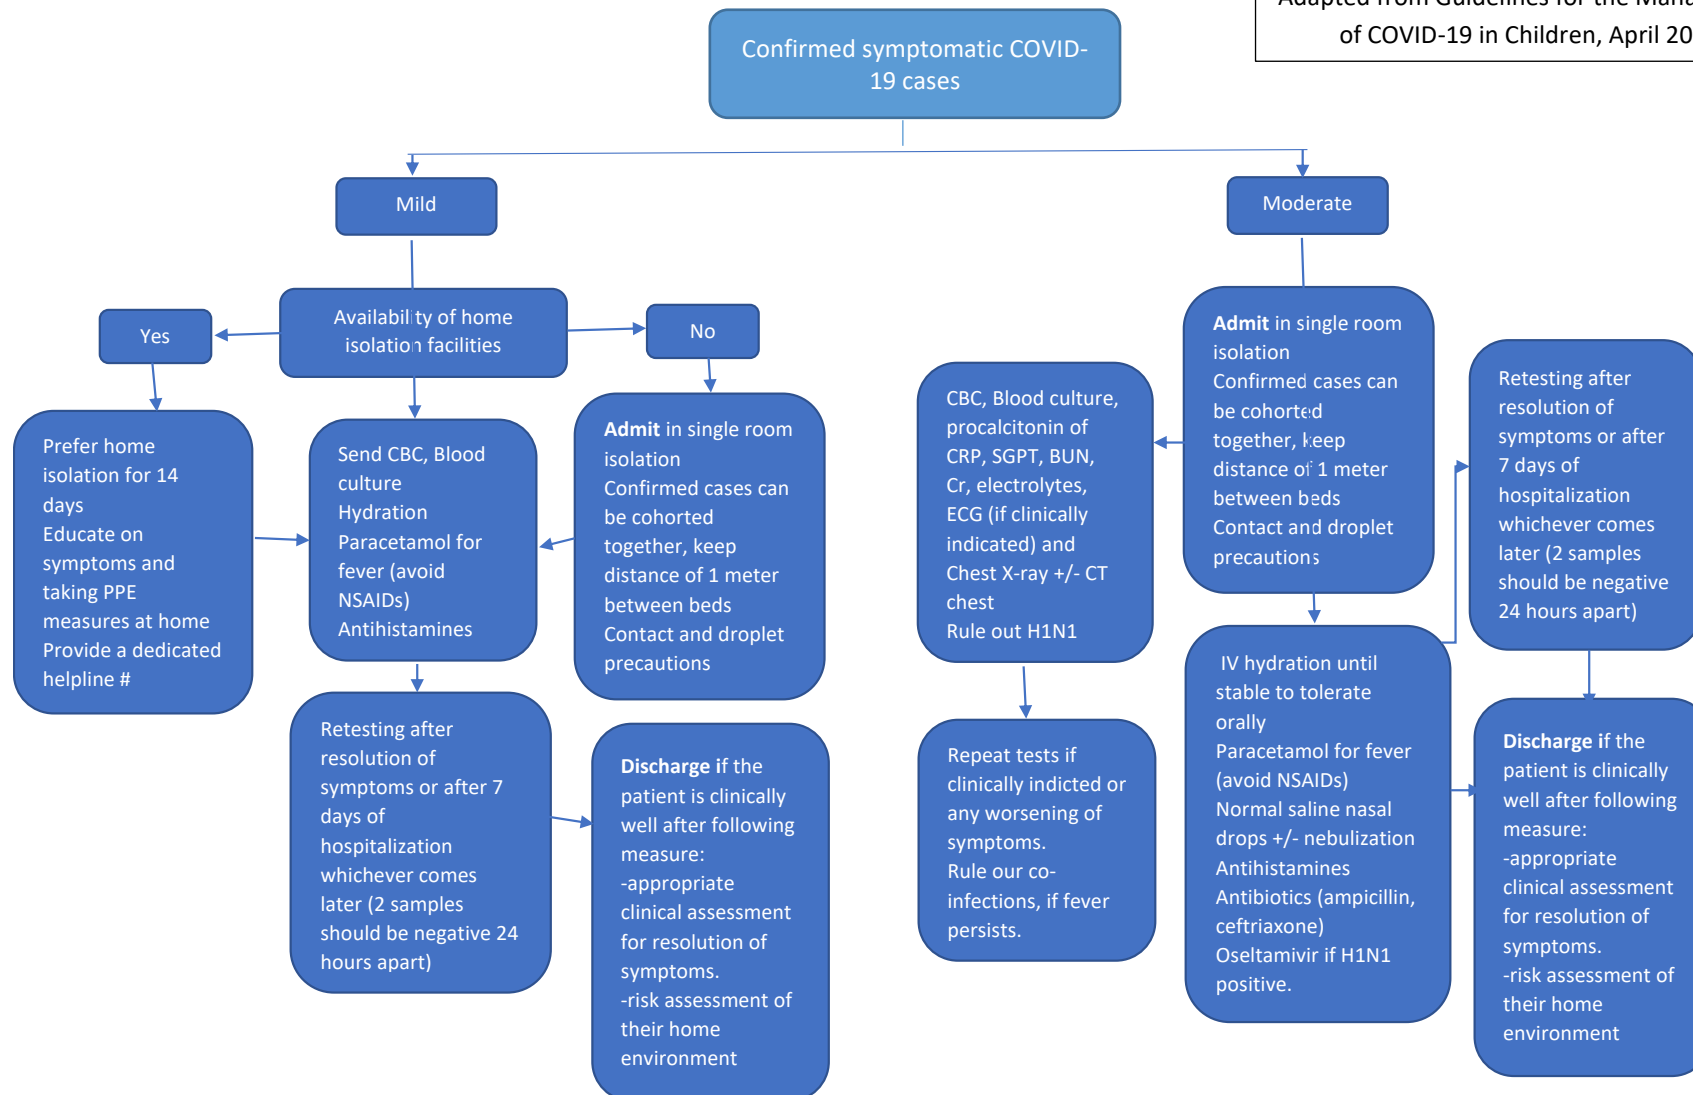 Adapted from Guidelines for the Mana
of COVID-19 in Children, April 20
Confirmed symptomatic COVID-
19 cases
Mild
Moderate
Availability of home
isolation facilities
Yes
No
Prefer home
isolation for 14
days
Educate on
symptoms and
taking PPE
measures at home
Provide a dedicated
helpline #
Send CBC, Blood
culture
Hydration
Paracetamol for
fever (avoid
NSAIDs)
Antihistamines
Admit in single room
isolation
Confirmed cases can
be cohorted
together, keep
distance of 1 meter
between beds
Contact and droplet
precautions
Retesting after
resolution of
symptoms or after 7
days of
hospitalization
whichever comes
later (2 samples
should be negative 24
hours apart)
Discharge if the
patient is clinically
well after following
measure:
-appropriate
clinical assessment
for resolution of
symptoms.
-risk assessment of
their home
environment
CBC, Blood culture,
procalcitonin of
CRP, SGPT, BUN,
Cr, electrolytes,
ECG (if clinically
indicated) and
Chest X-ray +/- CT
chest
Rule out H1N1
Admit in single room
isolation
Confirmed cases can
be cohorted
together, keep
distance of 1 meter
between beds
Contact and droplet
precautions
Retesting after
resolution of
symptoms or after
7 days of
hospitalization
whichever comes
later (2 samples
should be negative
24 hours apart)
Repeat tests if
clinically indicted or
any worsening of
symptoms.
Rule our co-
infections, if fever
persists.
IV hydration until
stable to tolerate
orally
Paracetamol for fever
(avoid NSAIDs)
Normal saline nasal
drops +/- nebulization
Antihistamines
Antibiotics (ampicillin,
ceftriaxone)
Oseltamivir if H1N1
positive.
Discharge if the
patient is clinically
well after following
measure:
-appropriate
clinical assessment
for resolution of
symptoms.
-risk assessment of
their home
environment